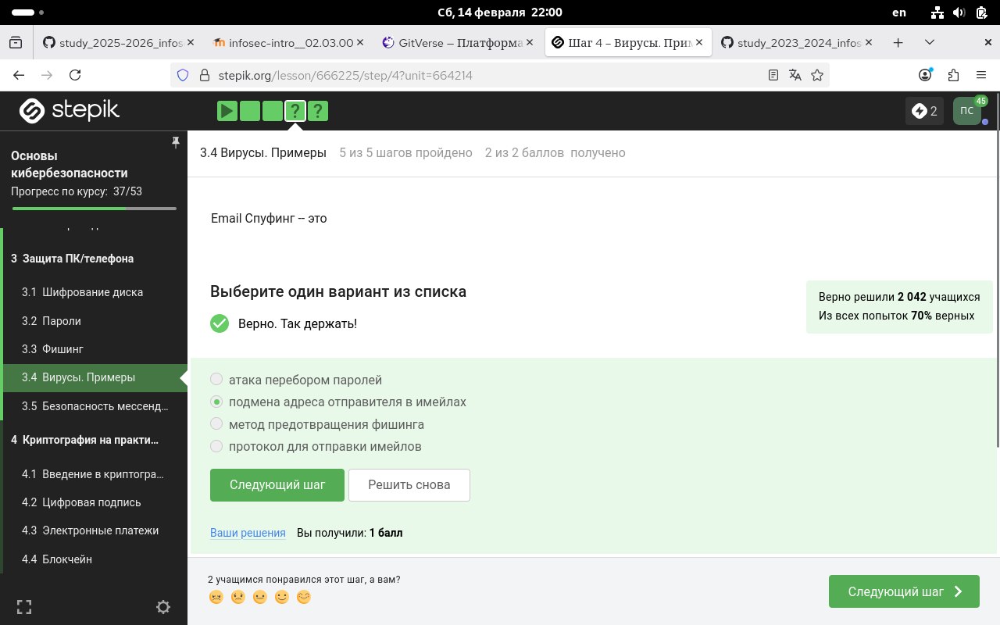 Сб, 14 февраля 22:00
en
study_2025-2026_infos
infosec-intro__02.03.00
GitVerse — Платформа
Шаг 4 – Вирусы. Прим
study_2023_2024_infos
stepik.org/lesson/666225/step/4?unit=664214
stepik
? ?
2
ПС
45
Основы
кибербезопасности
Прогресс по курсу: 37/53
3 Защита ПК/телефона
3.1 Шифрование диска
3.2 Пароли
3.3 Фишинг
3.4 Вирусы. Примеры
3.5 Безопасность мессенд...
4 Криптография на практи...
4.1 Введение в криптогра...
4.2 Цифровая подпись
4.3 Электронные платежи
4.4 Блокчейн
3.4 Вирусы. Примеры 5 из 5 шагов пройдено 2 из 2 баллов получено
Email Спуфинг -- это
Выберите один вариант из списка
Верно. Так держать!
Верно решили 2 042 учащихся
Из всех попыток 70% верных
атака перебором паролей
подмена адреса отправителя в имейлах
метод предотвращения фишинга
протокол для отправки имейлов
Следующий шаг
Решить снова
Ваши решения Вы получили: 1 балл
2 учащимся понравился этот шаг, а вам?
Следующий шаг